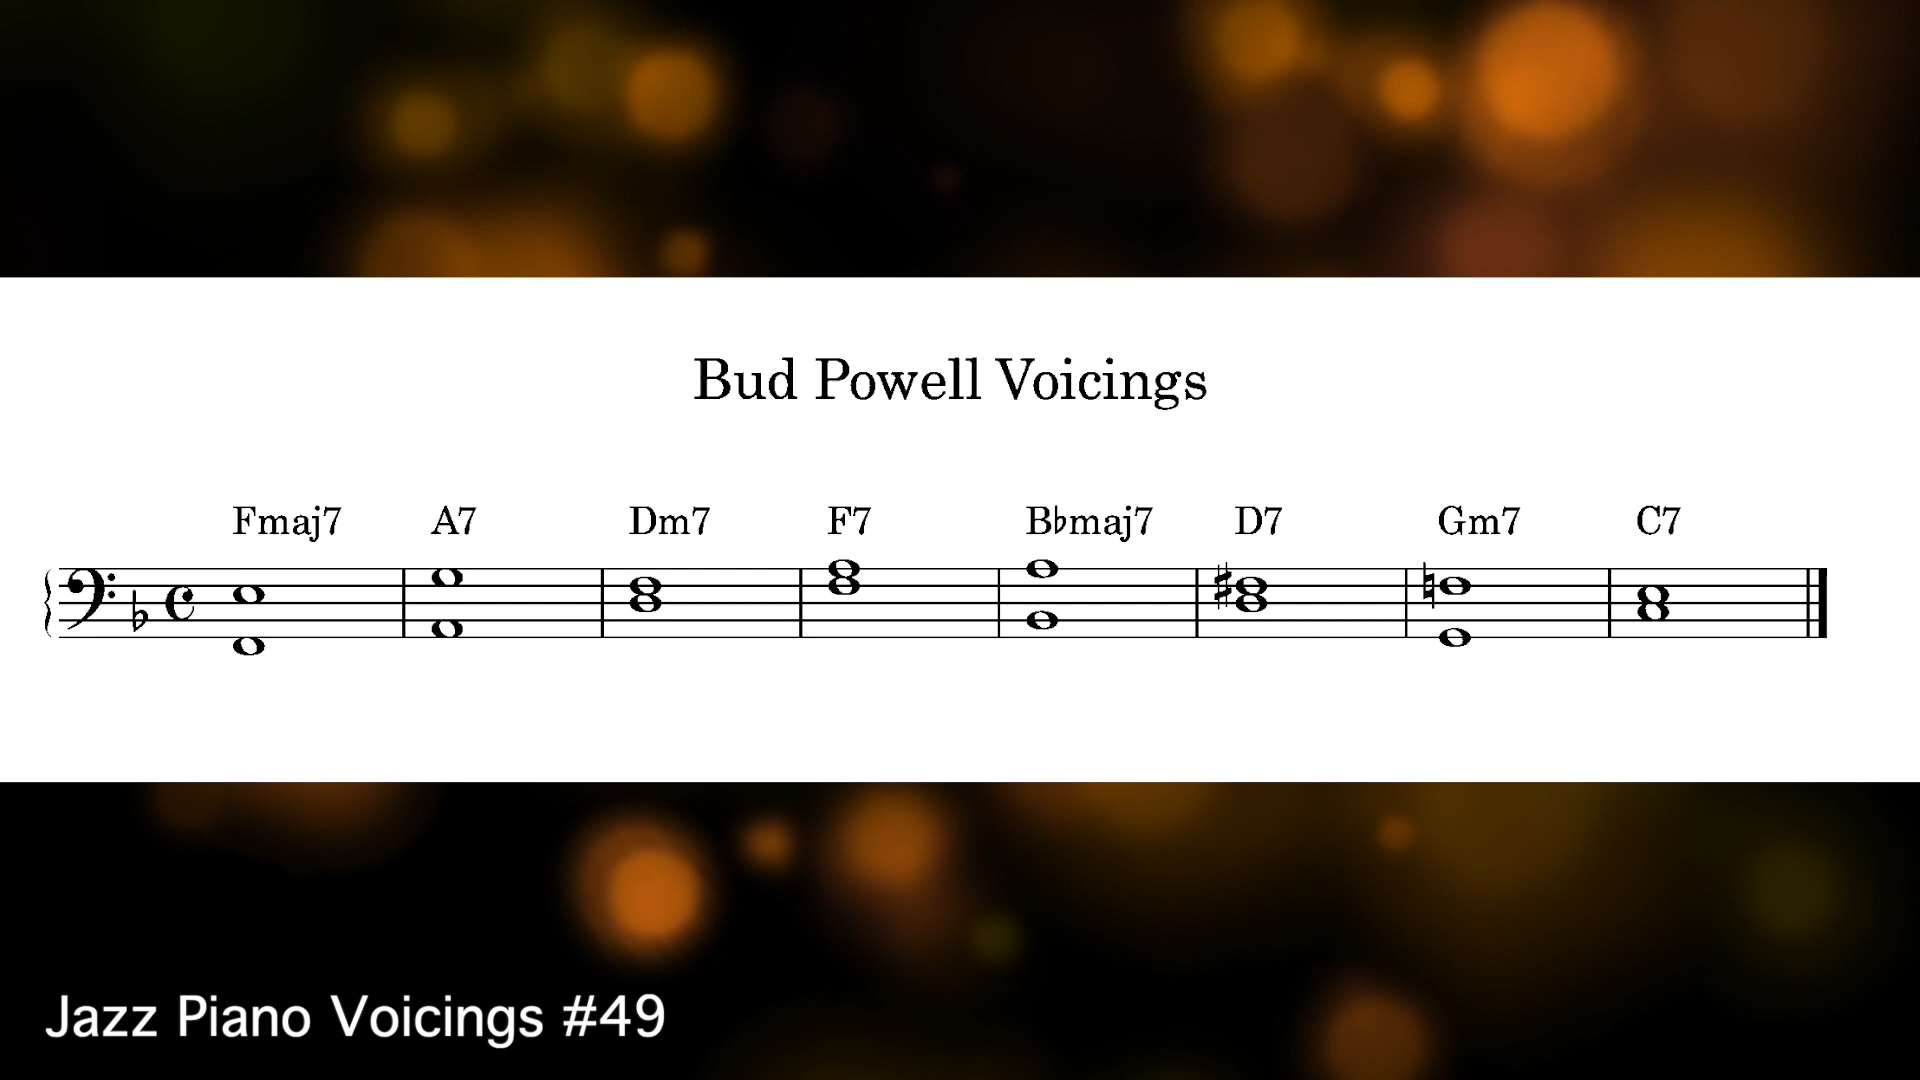 Bud Powell Voicings
Fmaj7 A7 Dm7 F7 B♭maj7 D7 Gm7 C7
Jazz Piano Voicings #49